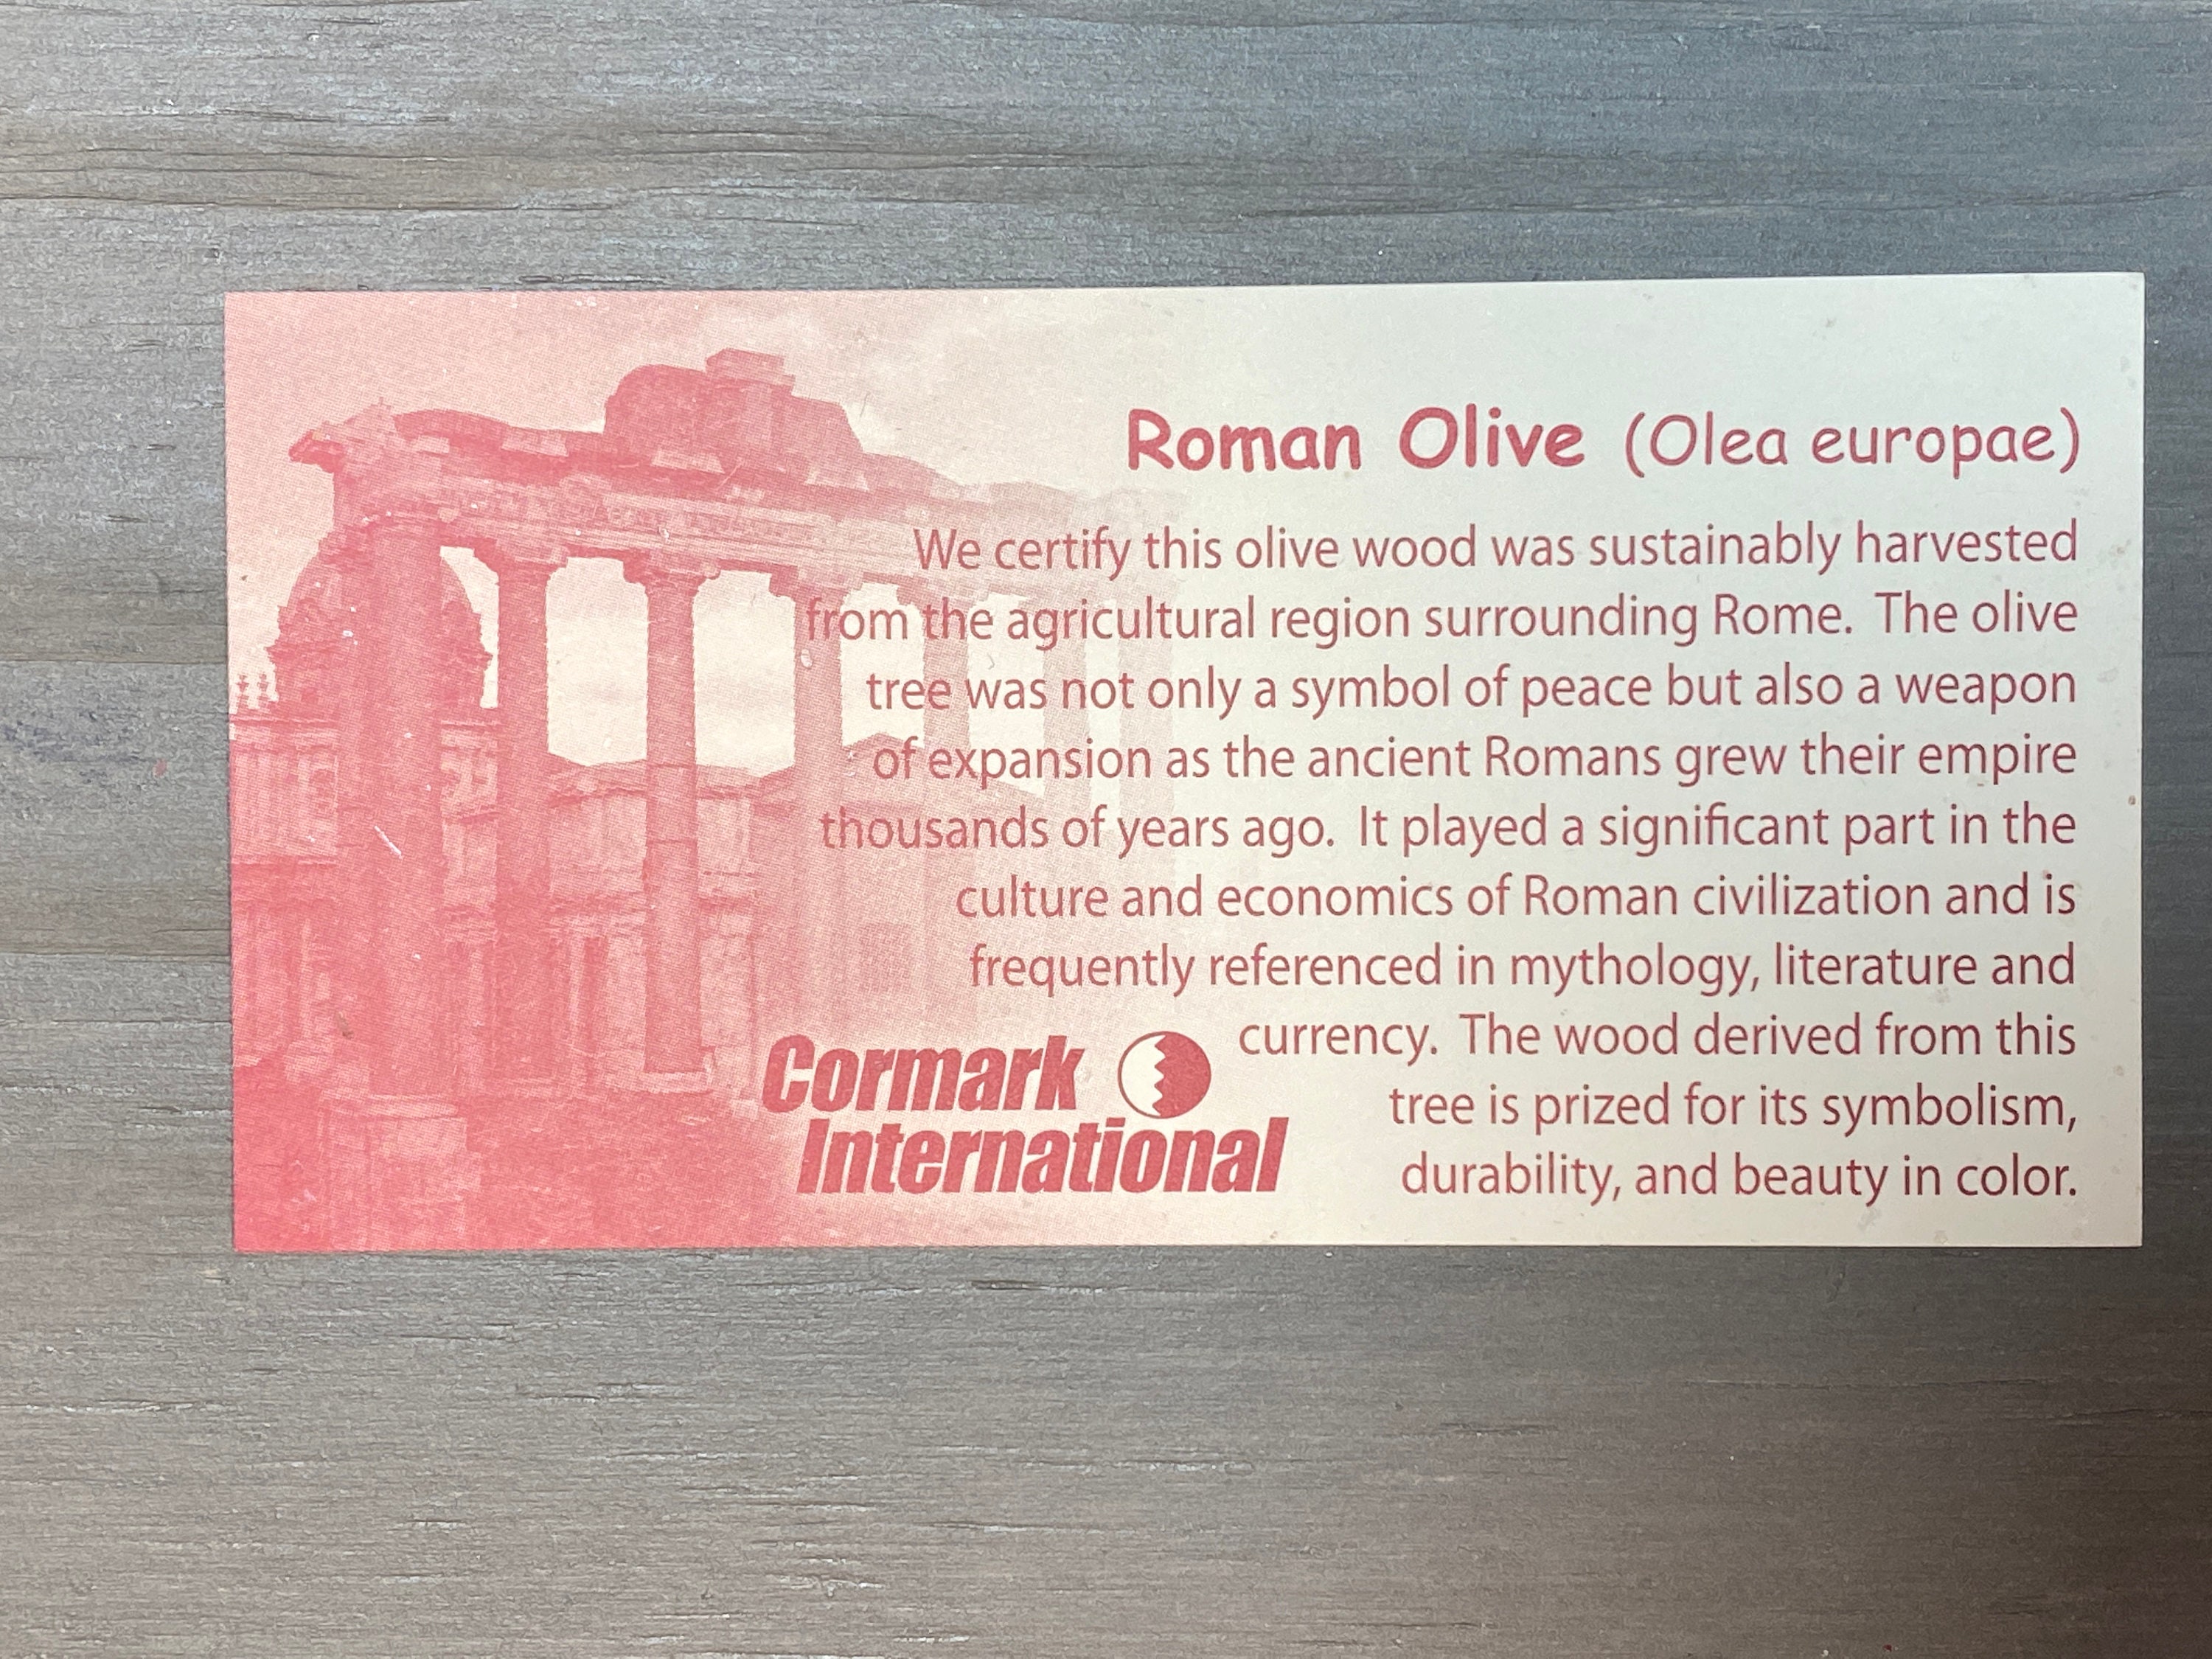 Roman Olive (Olea europae)
We certify this olive wood was sustainably harvested
from the agricultural region surrounding Rome. The olive
tree was not only a symbol of peace but also a weapon
of expansion as the ancient Romans grew their empire
thousands of years ago. It played a significant part in the
culture and economics of Roman civilization and is
frequently referenced in mythology, literature and
currency. The wood derived from this
tree is prized for its symbolism,
durability, and beauty in color.
Cormark
International